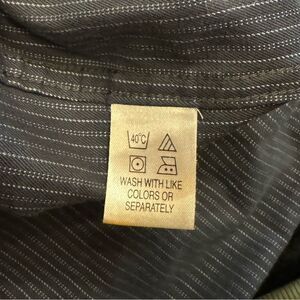 40°C
WASH WITH LIKE
COLORS OR
SEPARATELY